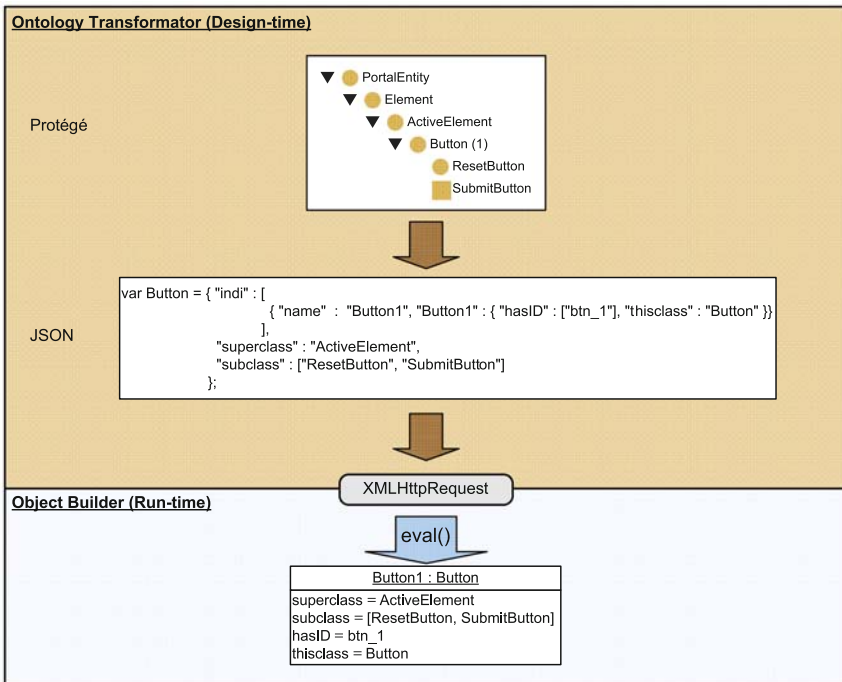 Ontology Transformator (Design-time)
PortalEntity
Element
Protégé
ActiveElement
Button (1)
ResetButton
SubmitButton
var Button = { "indi" : [
{ "name" : "Button1", "Button1" : { "hasID" : ["btn_1"], "thisclass" : "Button" }}
],
JSON
"superclass" : "ActiveElement",
"subclass" : ["ResetButton", "SubmitButton"]
};
XMLHttpRequest
Object Builder (Run-time)
eval()
Button1 : Button
superclass = ActiveElement
subclass = [ResetButton, SubmitButton]
hasID = btn_1
thisclass = Button